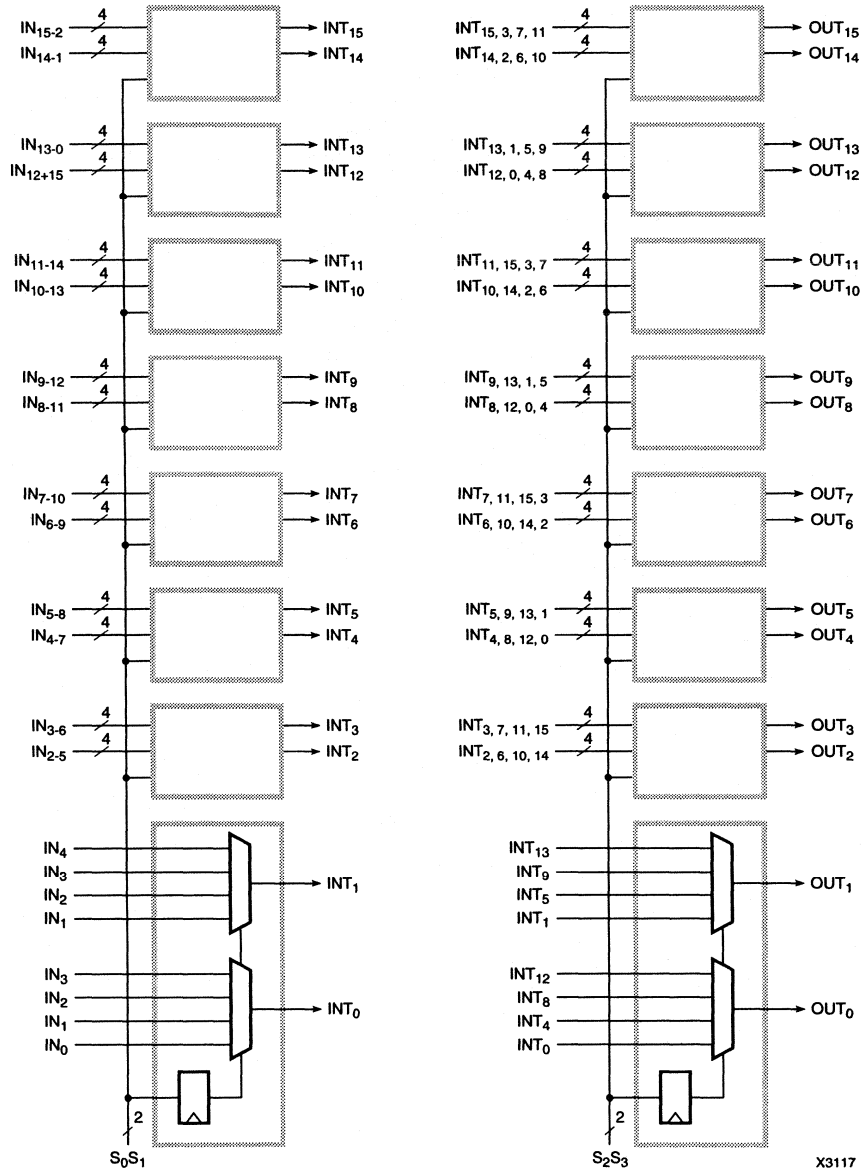 IN15-2 4 INT15 INT15, 3, 7, 11 4 OUT15
IN14-1 4 INT14 INT14, 2, 6, 10 4 OUT14
IN13-0 4 INT13 INT13, 1, 5, 9 4 OUT13
IN12+15 4 INT12 INT12, 0, 4, 8 4 OUT12
IN11-14 4 INT11 INT11, 15, 3, 7 4 OUT11
IN10-13 4 INT10 INT10, 14, 2, 6 4 OUT10
IN9-12 4 INT9 INT9, 13, 1, 5 4 OUT9
IN8-11 4 INT8 INT8, 12, 0, 4 4 OUT8
IN7-10 4 INT7 INT7, 11, 15, 3 4 OUT7
IN6-9 4 INT6 INT6, 10, 14, 2 4 OUT6
IN5-8 4 INT5 INT5, 9, 13, 1 4 OUT5
IN4-7 4 INT4 INT4, 8, 12, 0 4 OUT4
IN3-6 4 INT3 INT3, 7, 11, 15 4 OUT3
IN2-5 4 INT2 INT2, 6, 10, 14 4 OUT2
IN4 INT13
IN3 INT9
INT1 OUT1
IN2 INT5
IN1 INT1
IN3 INT12
IN2 INT8
INT0 OUT0
IN1 INT4
IN0 INT0
2 2
S0S1 S2S3
X3117